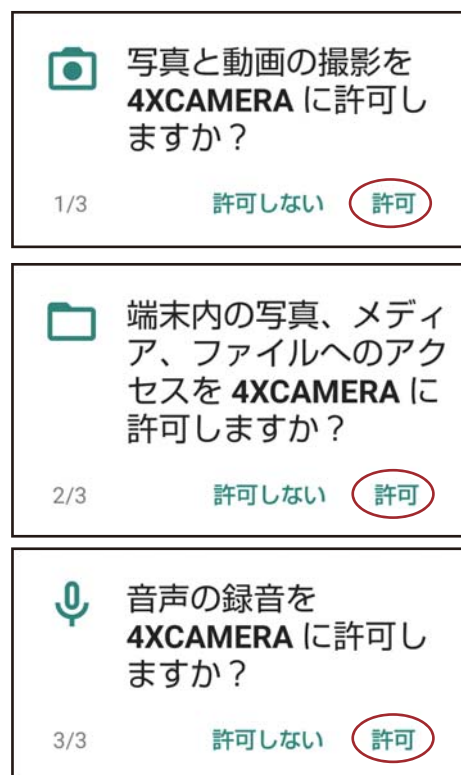 写真と動画の撮影を
4XCAMERA に許可し
ますか？
1/3 許可しない 許可
端末内の写真、メディ
ア、ファイルへのアク
セスを 4XCAMERA に
許可しますか？
2/3 許可しない 許可
音声の録音を
4XCAMERA に許可し
ますか？
3/3 許可しない 許可